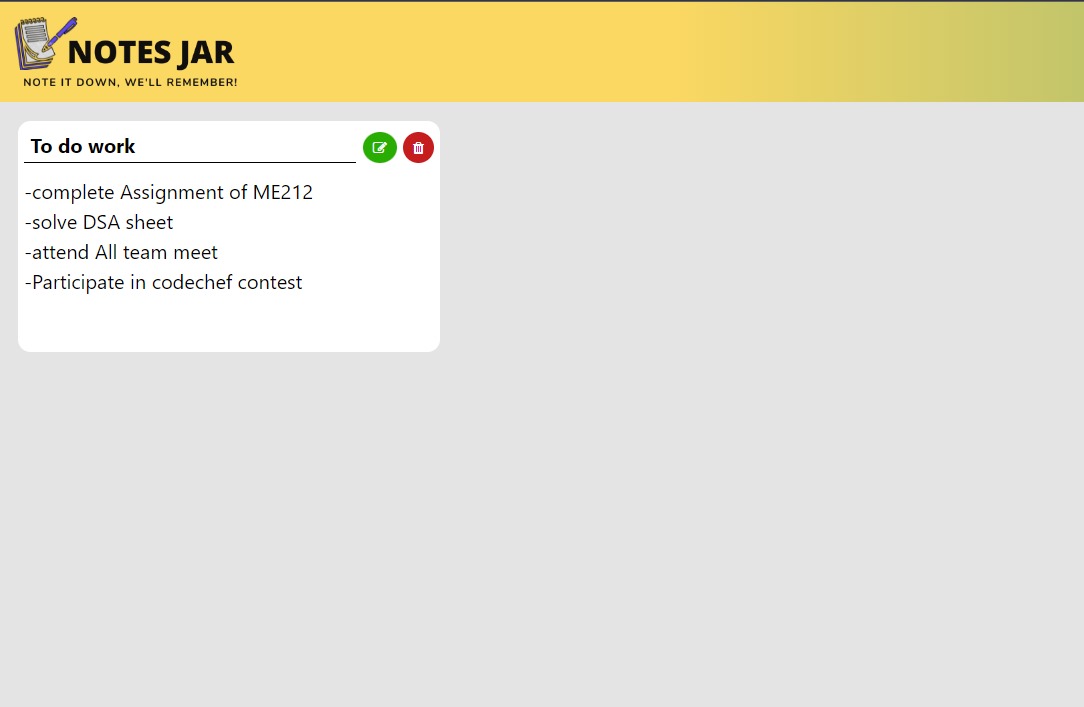 NOTES JAR
NOTE IT DOWN, WE'LL REMEMBER!
To do work
-complete Assignment of ME212
-solve DSA sheet
-attend All team meet
-Participate in codechef contest